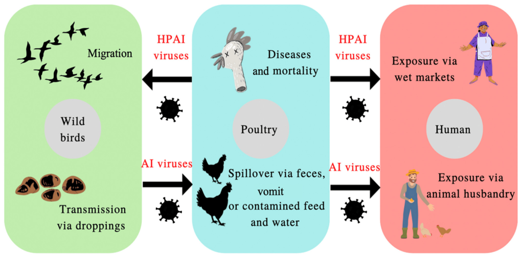 Migration
Wild
birds
Transmission
via droppings
HPAI
viruses
AI viruses
Diseases
and mortality
Poultry
Spillover via feces,
vomit
or contamined feed
and water
HPAI
viruses
AI viruses
Exposure via
wet markets
Human
Exposure via
animal husbandry